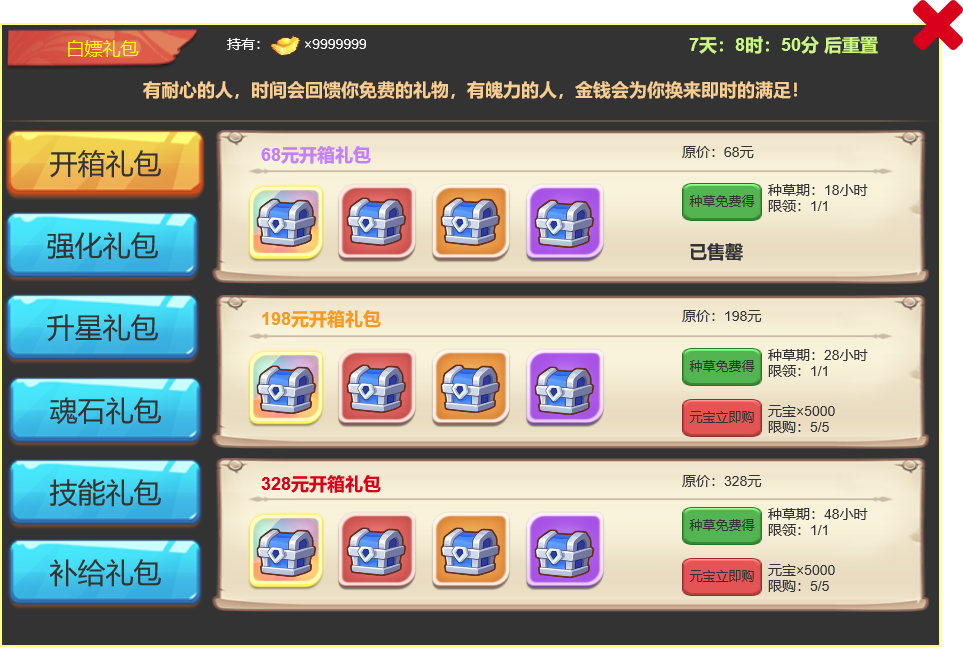 白嫖礼包
持有： ×9999999
7天：8时：50分 后重置
有耐心的人，时间会回馈你免费的礼物，有魄力的人，金钱会为你换来即时的满足！
开箱礼包
强化礼包
升星礼包
魂石礼包
技能礼包
补给礼包
68元开箱礼包
原价：68元
种草免费得
种草期：18小时
限领：1/1
已售罄
198元开箱礼包
原价：198元
种草免费得
种草期：28小时
限领：1/1
元宝立即购
元宝×5000
限购：5/5
328元开箱礼包
原价：328元
种草免费得
种草期：48小时
限领：1/1
元宝立即购
元宝×5000
限购：5/5